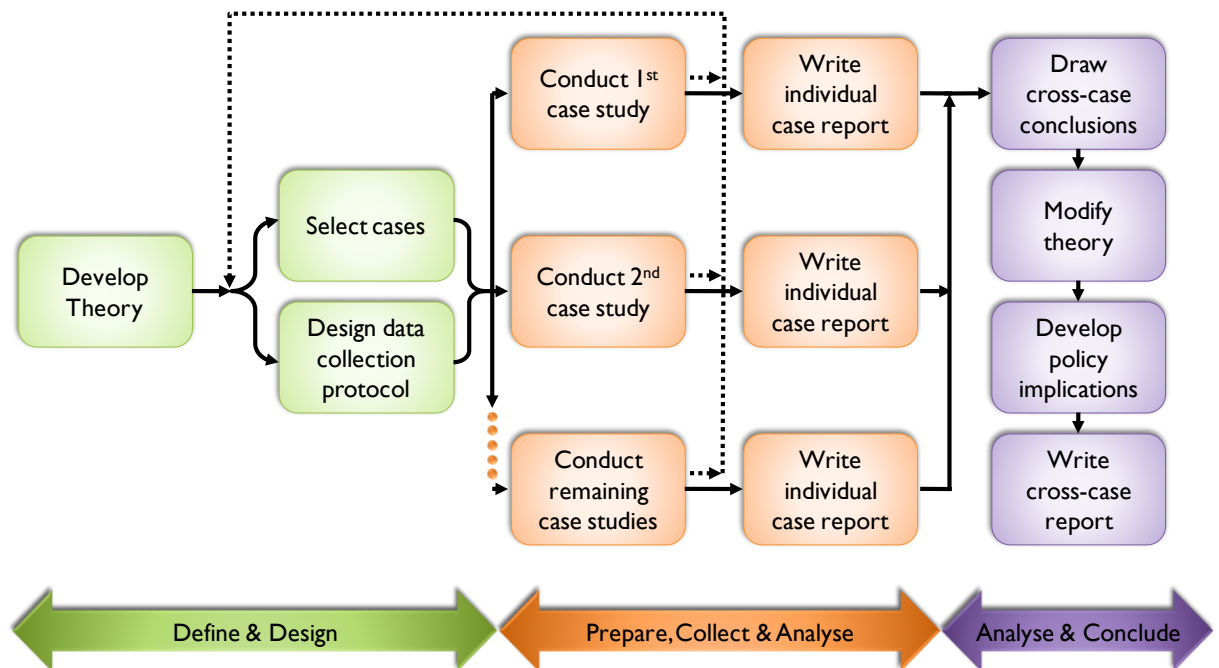 Develop
Theory
Select cases
Design data
collection
protocol
Conduct 1st
case study
Conduct 2nd
case study
Conduct
remaining
case studies
Write
individual
case report
Write
individual
case report
Write
individual
case report
Draw
cross-case
conclusions
Modify
theory
Develop
policy
implications
Write
cross-case
report
Define & Design
Prepare, Collect & Analyse
Analyse & Conclude